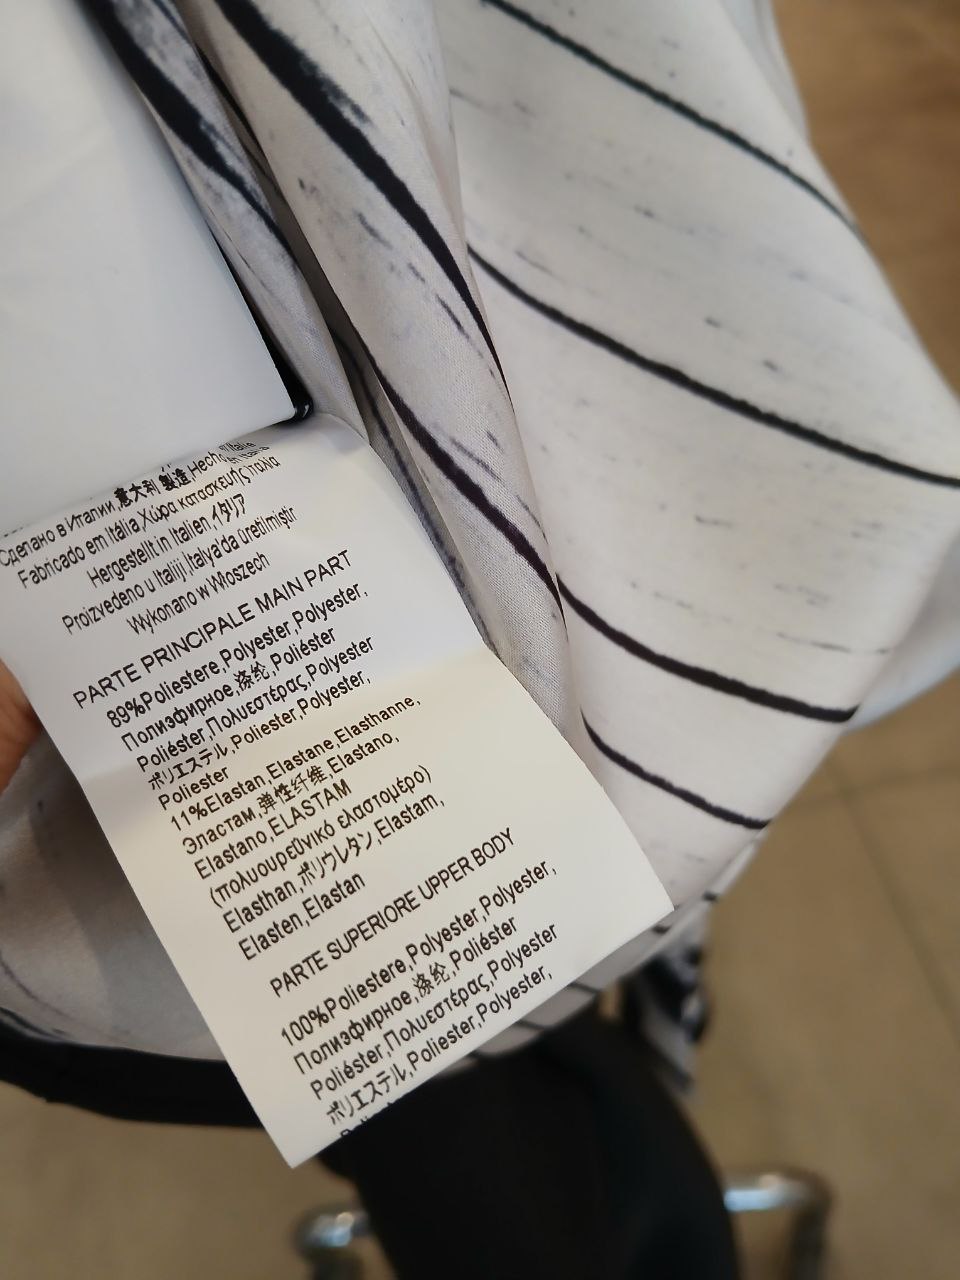 Сделано в Италии,意大利 製造,Hecho en Italia
Fabricado em Itália,Χώρα κατασκευής Ιταλία
Hergestellt in Italien,イタリア
Proizvedeno u Italiji,Italya'da üretilmiştir
Wykonano w Włoszech
PARTE PRINCIPALE MAIN PART
89%Poliestere,Polyester,Polyester,
Полиэфирное,涤纶,Poliéster
Poliéster,Πολυεστέρας,Polyester
ポリエステル,Poliester,Polyester,
Poliester
11%Elastan,Elastane,Elasthanne,
Эластам,弹性纤维,Elastano,
Elastano,ELASTAM
(πολυουρεθνικό ελαστομερο)
Elasthan,ポリウレタン,Elastam,
Elasten,Elastan
PARTE SUPERIORE UPPER BODY
100%Poliestere,Polyester,Polyester,
Полиэфирное,涤纶,Poliéster
Poliéster,Πολυεστέρας,Polyester
ポリエステル,Poliester,Polyester,